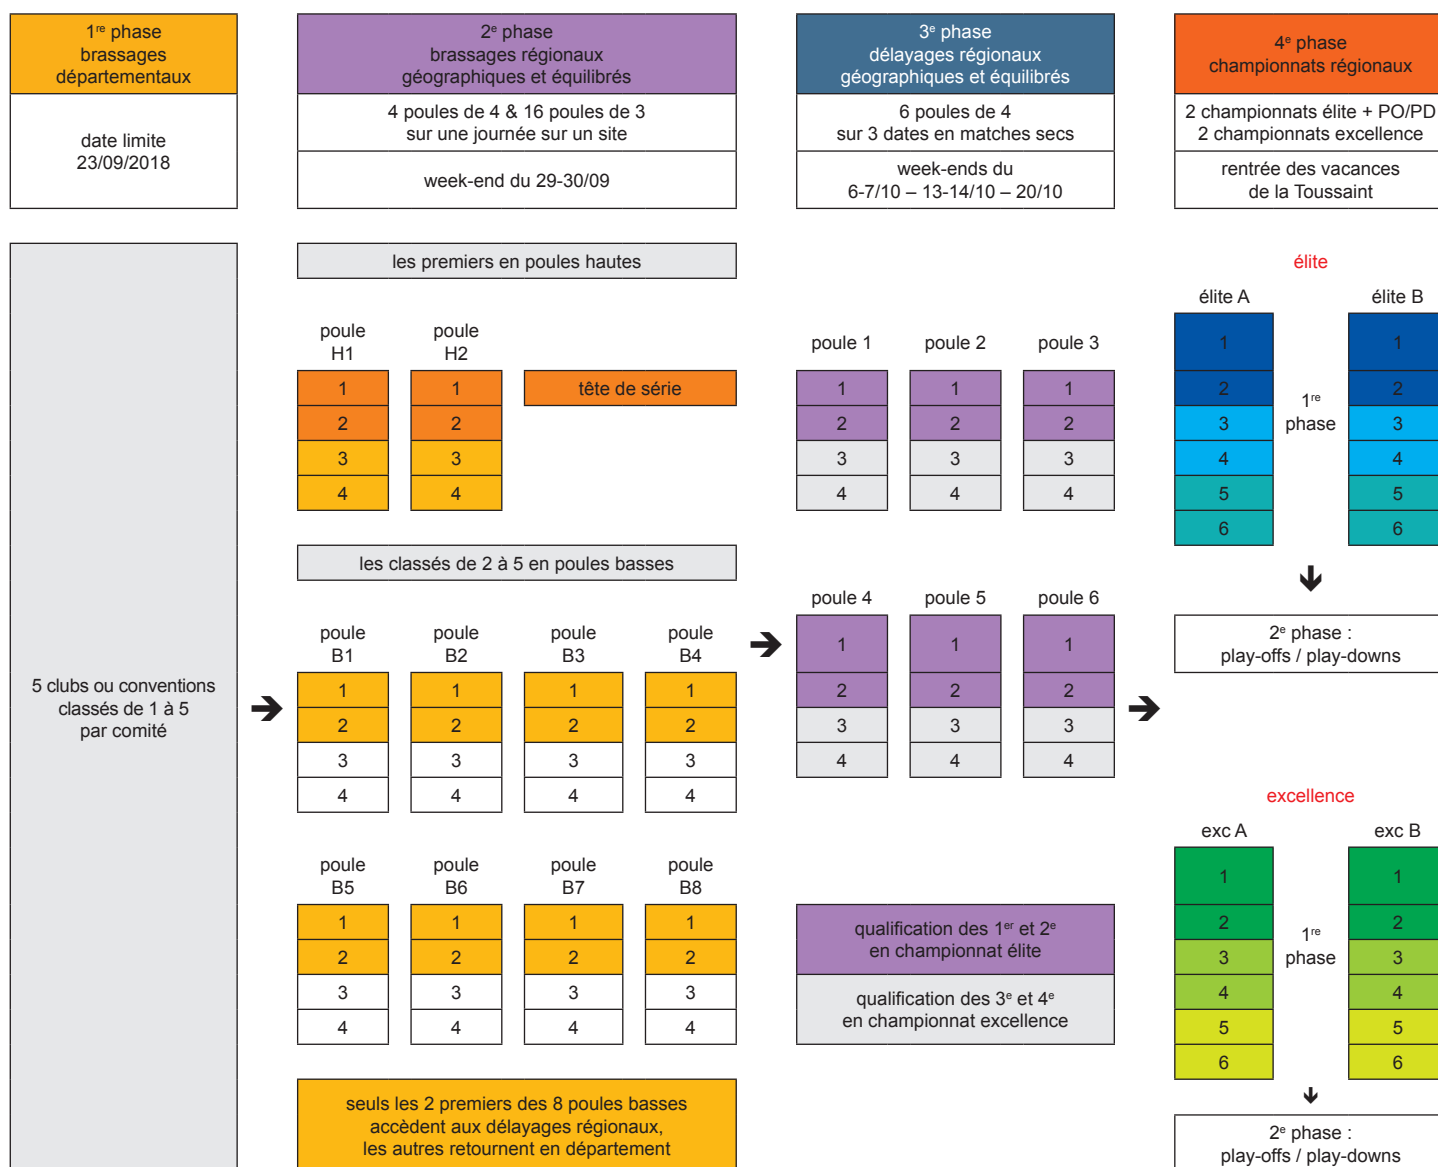 1re phase
brassages
départementaux
date limite
23/09/2018
2e phase
brassages régionaux
géographiques et équilibrés
4 poules de 4 & 16 poules de 3
sur une journée sur un site
week-end du 29-30/09
3e phase
délayages régionaux
géographiques et équilibrés
6 poules de 4
sur 3 dates en matches secs
week-ends du
6-7/10 – 13-14/10 – 20/10
4e phase
championnats régionaux
2 championnats élite + PO/PD
2 championnats excellence
rentrée des vacances
de la Toussaint
5 clubs ou conventions
classés de 1 à 5
par comité
les premiers en poules hautes
poule H1
poule H2
1 1 tête de série
2 2
3 3
4 4
les classés de 2 à 5 en poules basses
poule B1
poule B2
poule B3
poule B4
1 1 1 1
2 2 2 2
3 3 3 3
4 4 4 4
poule B5
poule B6
poule B7
poule B8
1 1 1 1
2 2 2 2
3 3 3 3
4 4 4 4
seuls les 2 premiers des 8 poules basses
accèdent aux délayages régionaux,
les autres retournent en département
poule 1 poule 2 poule 3
1 1 1
2 2 2
3 3 3
4 4 4
poule 4 poule 5 poule 6
1 1 1
2 2 2
3 3 3
4 4 4
qualification des 1er et 2e
en championnat élite
qualification des 3e et 4e
en championnat excellence
élite
élite A élite B
1 1
2 2
1re
phase
3 3
4 4
5 5
6 6
2e phase :
play-offs / play-downs
excellence
exc A exc B
1 1
2 2
1re
phase
3 3
4 4
5 5
6 6
2e phase :
play-offs / play-downs